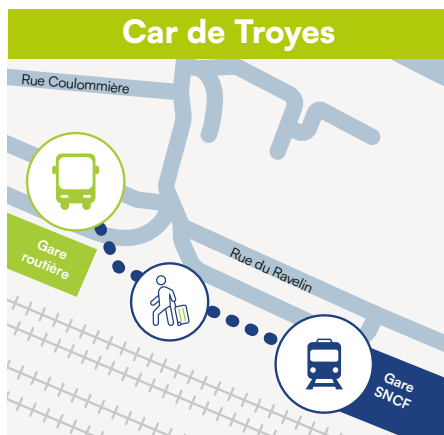 Car de Troyes
Rue Coulommière
Gare
routière
Rue du Ravelin
Gare
SNCF